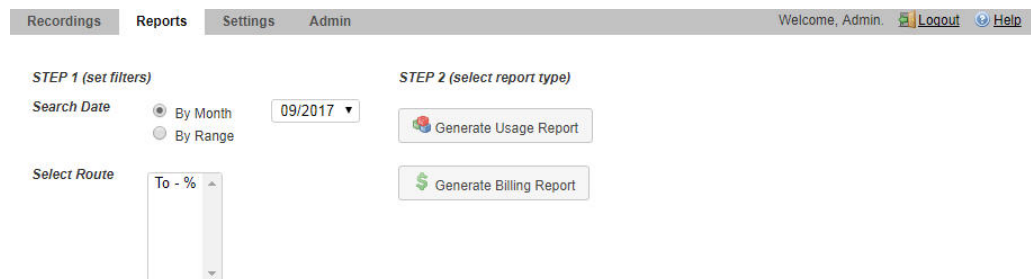 Recordings Reports Settings Admin Welcome, Admin. Logout Help
STEP 1 (set filters) STEP 2 (select report type)
Search Date By Month 09/2017
By Range
Generate Usage Report
Select Route To - %
Generate Billing Report